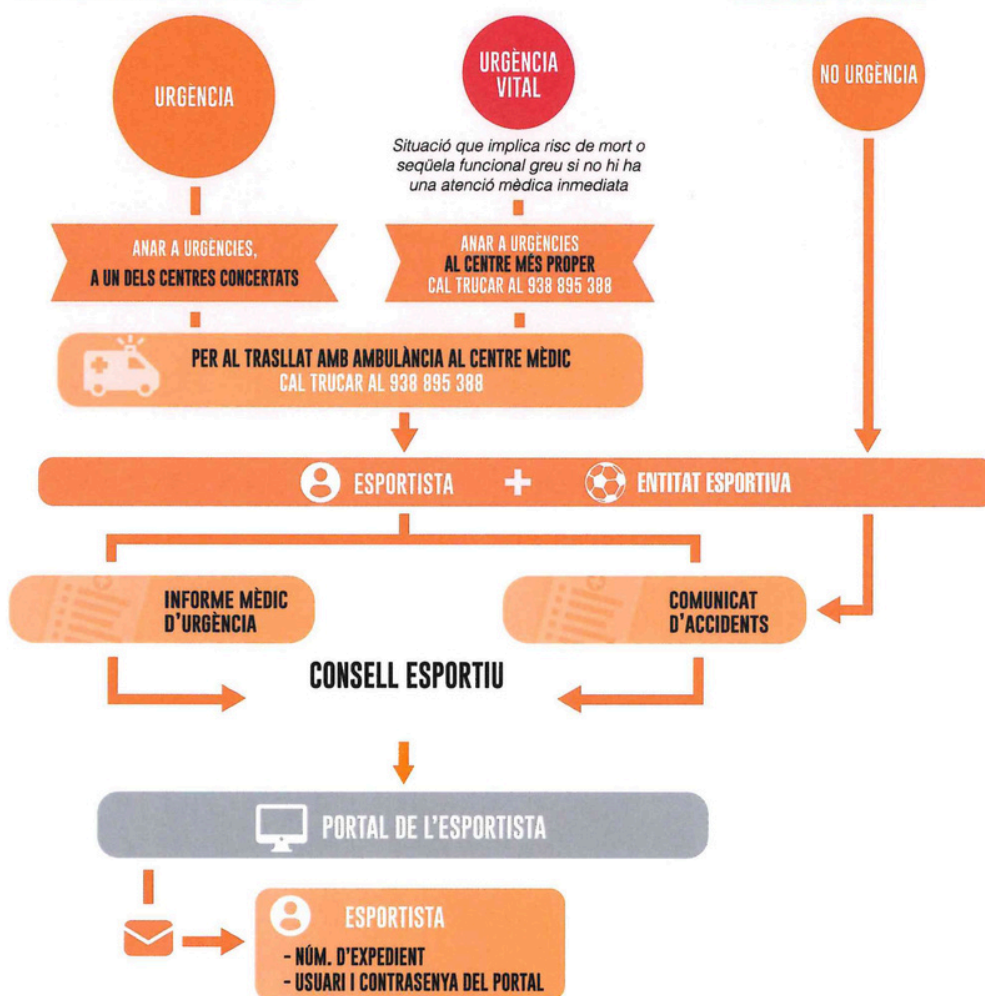 URGÈNCIA
URGÈNCIA
VITAL
NO URGÈNCIA
Situació que implica risc de mort o
seqüela funcional greu si no hi ha
una atenció mèdica inmediata
ANAR A URGÈNCIES,
A UN DELS CENTRES CONCERTATS
ANAR A URGÈNCIES
AL CENTRE MÉS PROPER
CAL TRUCAR AL 938 895 388
PER AL TRASLLAT AMB AMBULÀNCIA AL CENTRE MÈDIC
CAL TRUCAR AL 938 895 388
ESPORTISTA + ENTITAT ESPORTIVA
INFORME MÈDIC
D'URGÈNCIA
COMUNICAT
D'ACCIDENTS
CONSELL ESPORTIU
PORTAL DE L'ESPORTISTA
ESPORTISTA
- NÚM. D'EXPEDIENT
- USUARI I CONTRASENYA DEL PORTAL